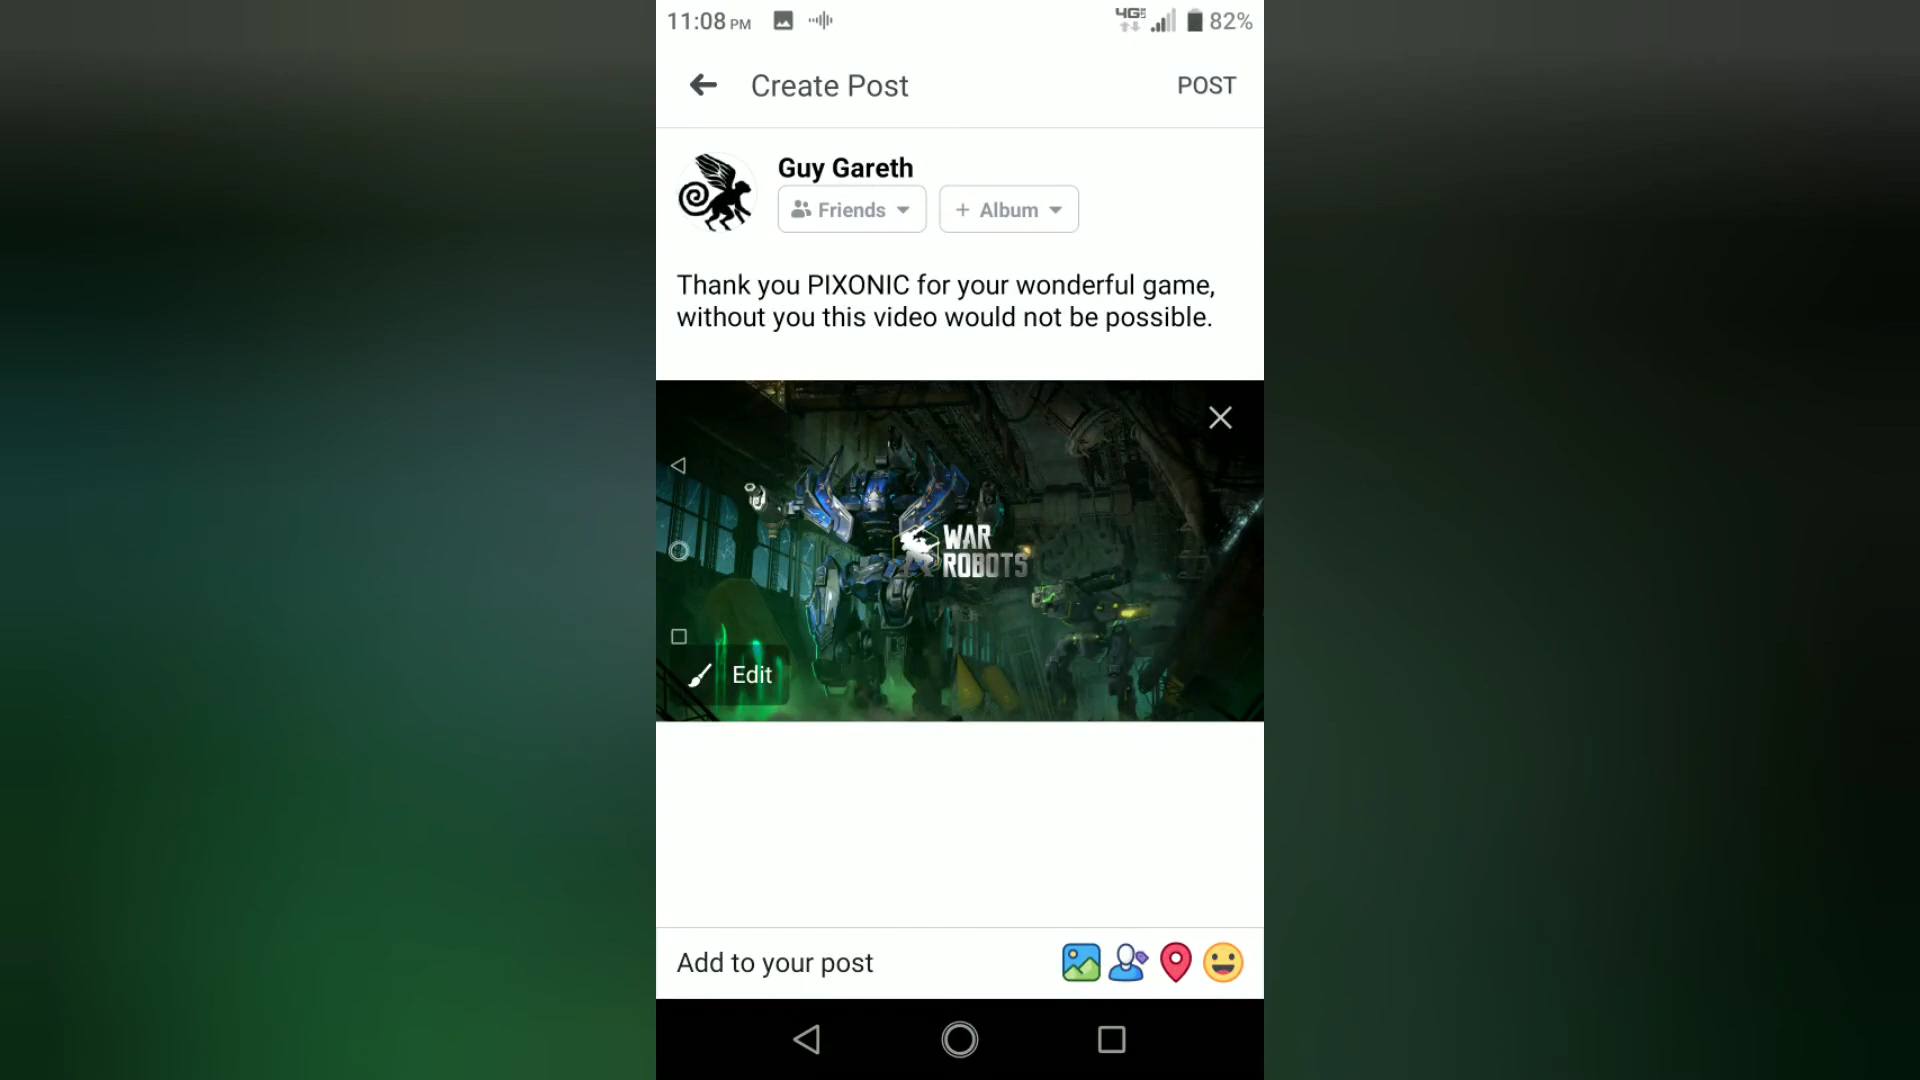 11:08 PM
4G
82%
Create Post
POST
Guy Gareth
Friends
+ Album
Thank you PIXONIC for your wonderful game,
without you this video would not be possible.
WAR
ROBOTS
Edit
Add to your post